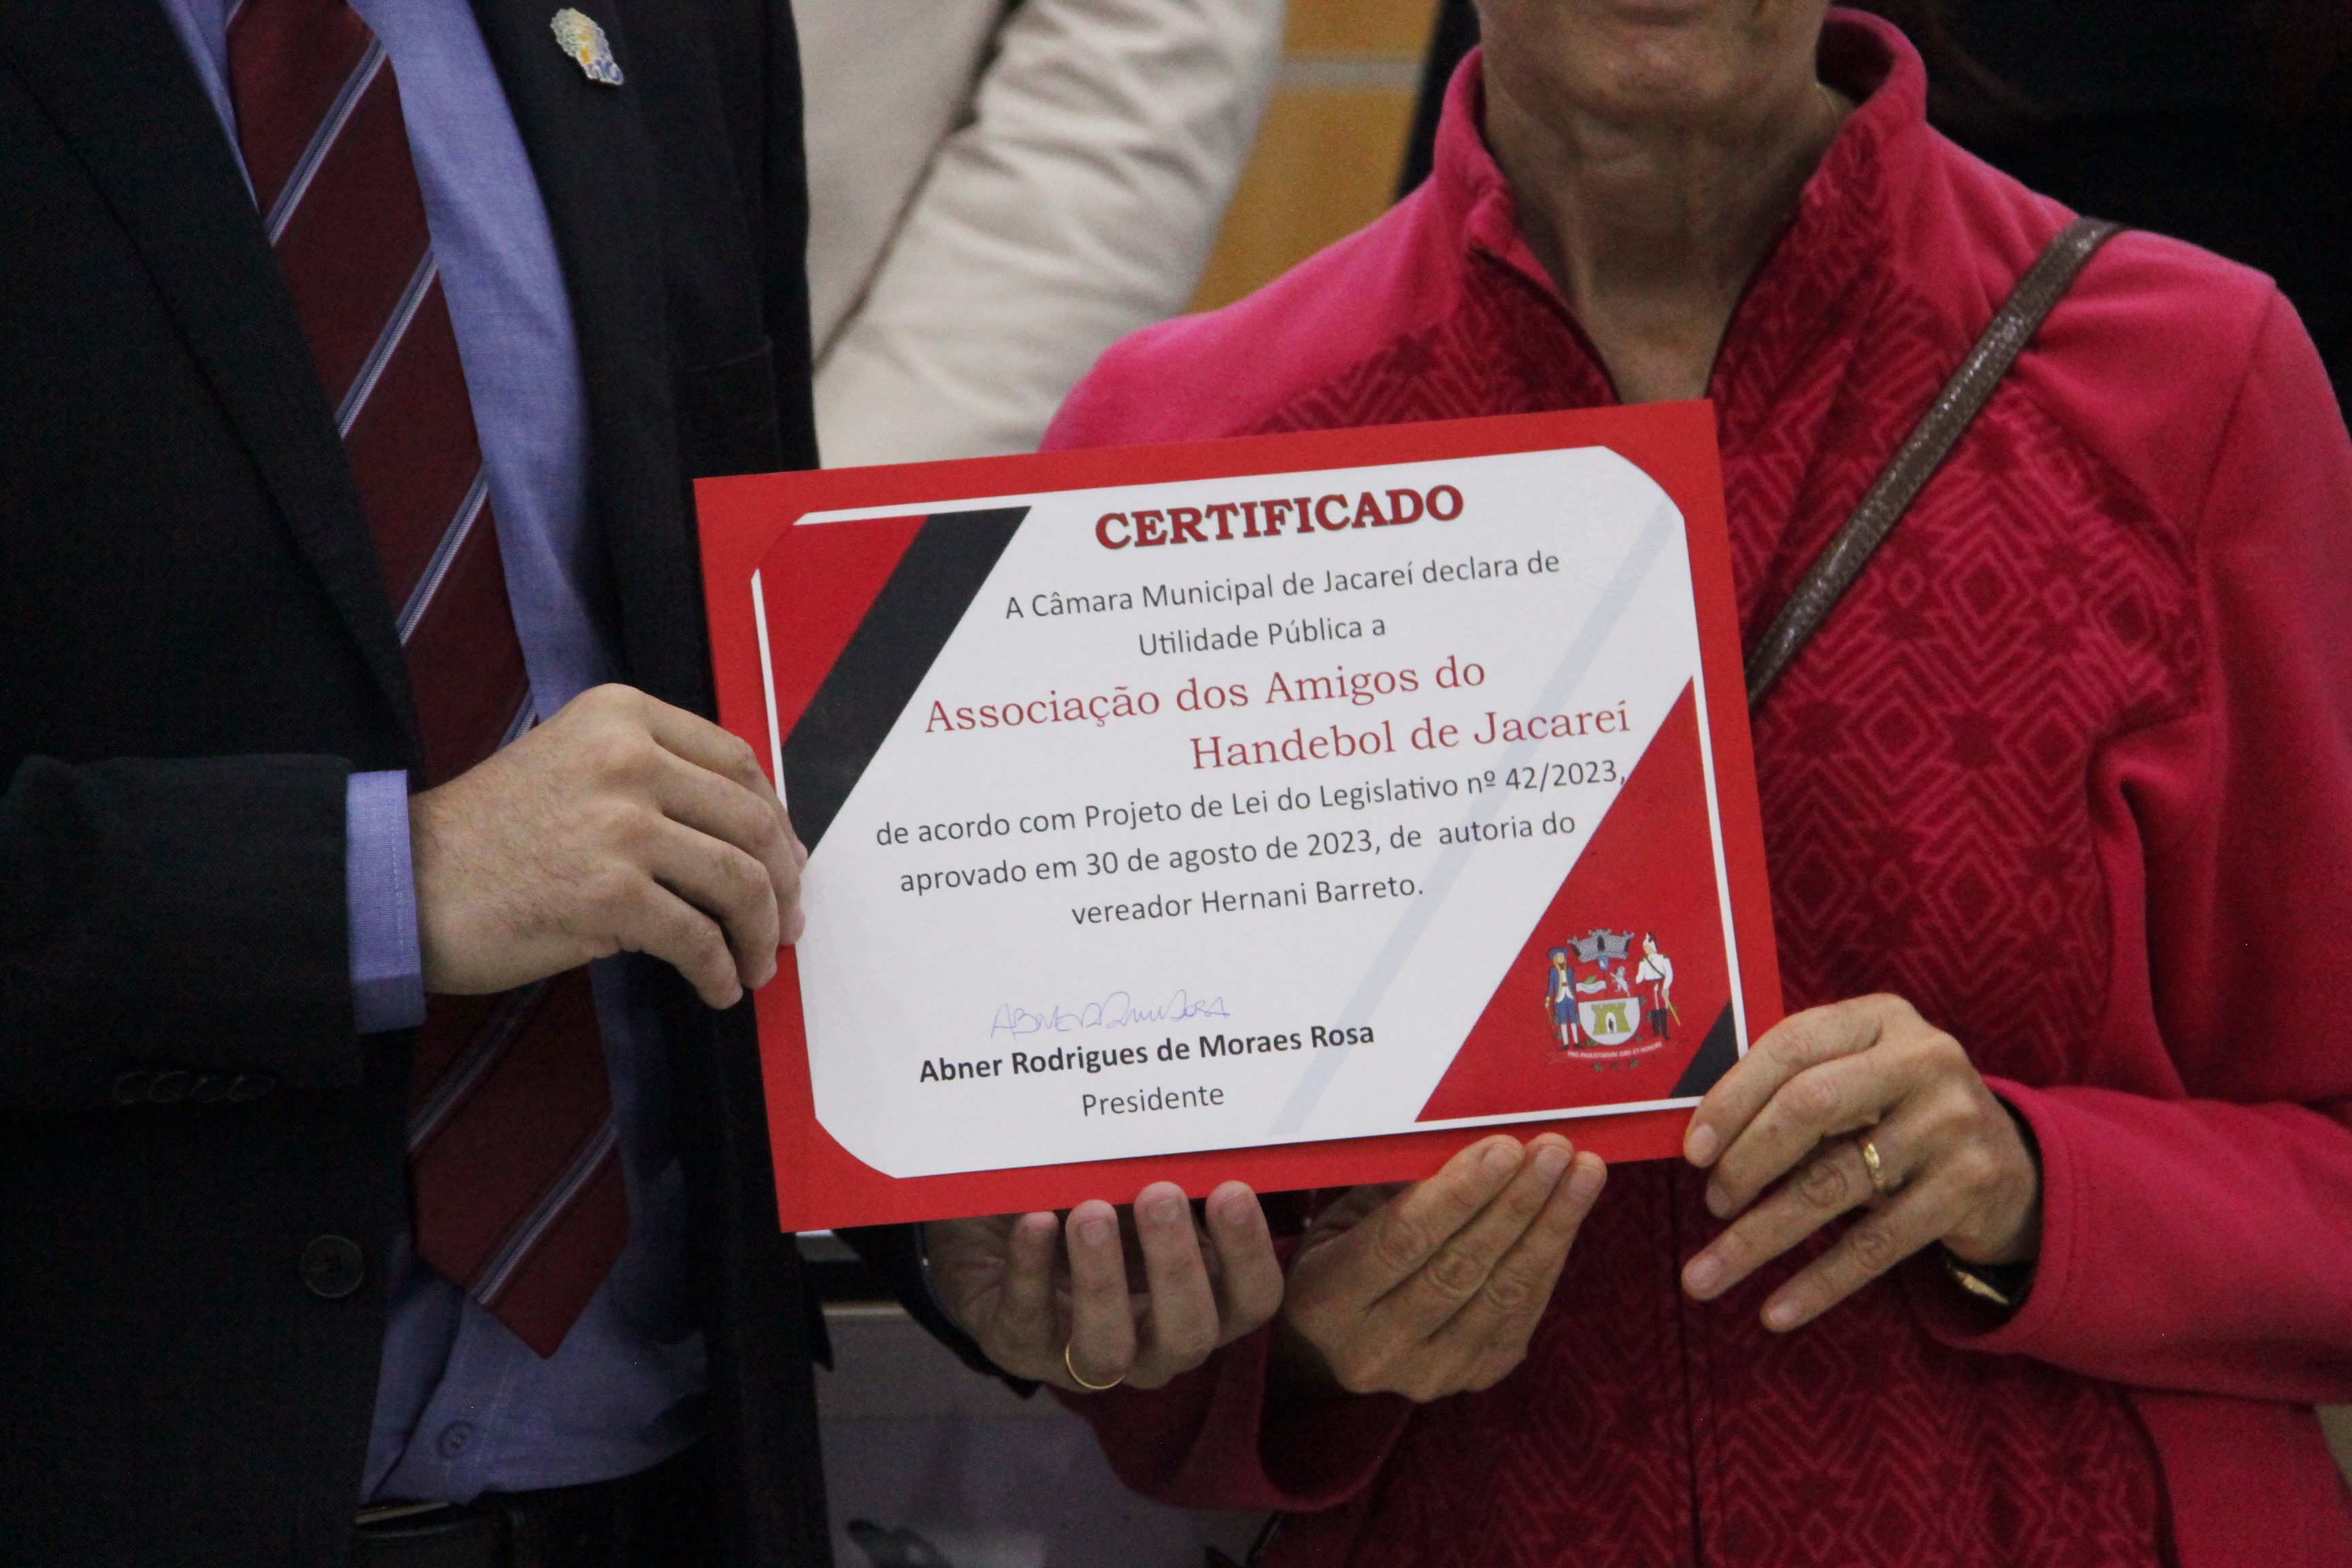 CERTIFICADO
A Câmara Municipal de Jacareí declara de
Utilidade Pública a
Associação dos Amigos do
Handebol de Jacareí
de acordo com Projeto de Lei do Legislativo nº 42/2023,
aprovado em 30 de agosto de 2023, de autoria do
vereador Hernani Barreto.
Abner Rodrigues de Moraes Rosa
Presidente